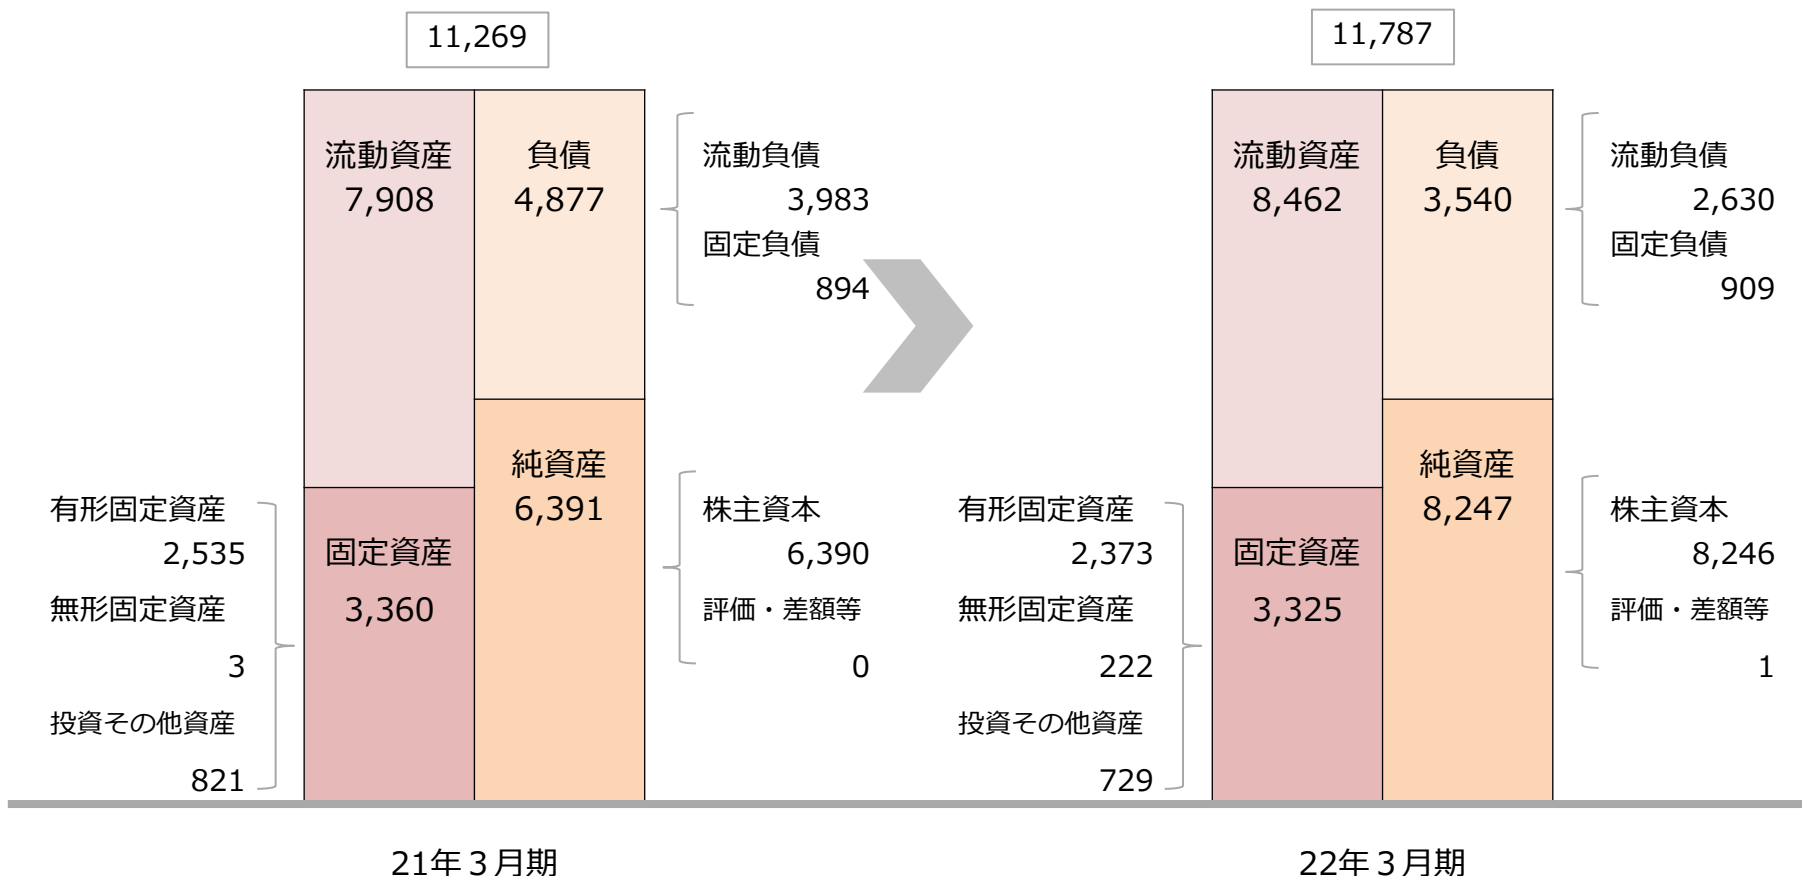 11,269
流動資産
7,908
負債
4,877
流動負債
3,983
固定負債
894
純資産
6,391
株主資本
6,390
評価・差額等
0
固定資産
3,360
有形固定資産
2,535
無形固定資産
3
投資その他資産
821
21年３月期
11,787
流動資産
8,462
負債
3,540
流動負債
2,630
固定負債
909
純資産
8,247
株主資本
8,246
評価・差額等
1
固定資産
3,325
有形固定資産
2,373
無形固定資産
222
投資その他資産
729
22年３月期